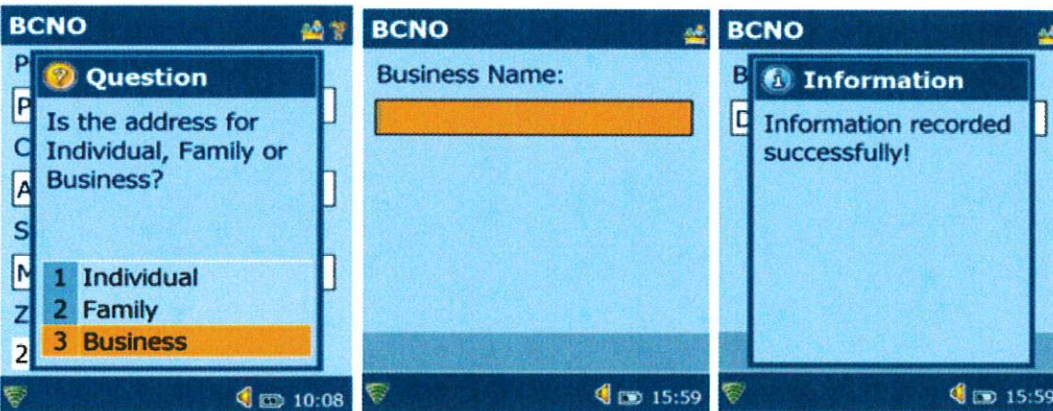 BCNO
P
Question
P
Is the address for
C
Individual, Family or
A
Business?
S
M
1 Individual
Z
2 Family
2
3 Business
10:08
BCNO
Business Name:
15:59
BCNO
B
Information
D
Information recorded
successfully!
15:59